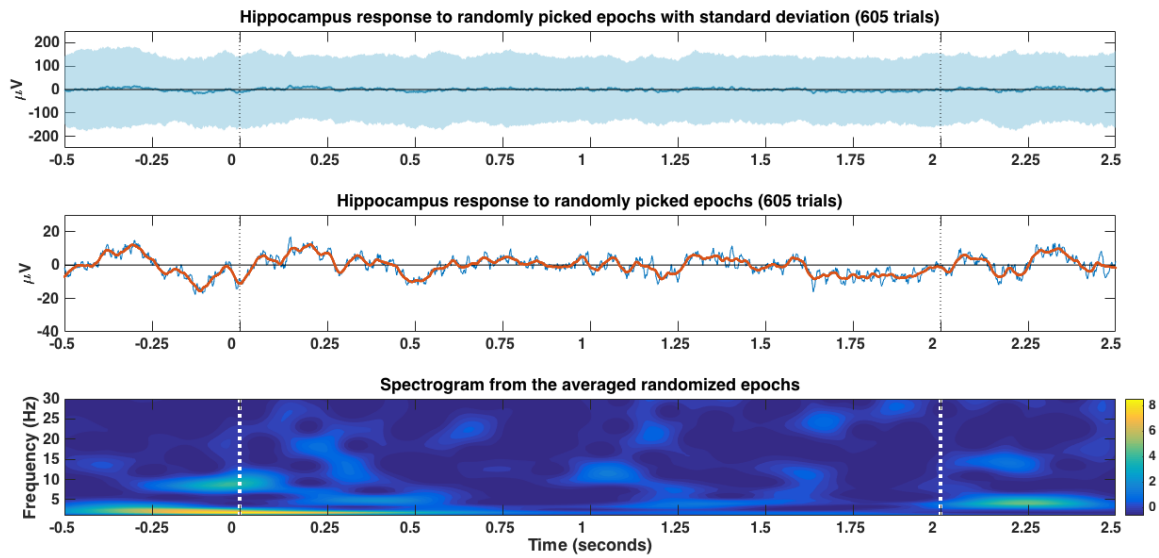 Hippocampus response to randomly picked epochs with standard deviation (605 trials)
200
100
0
-100
-200
μV
-0.5 -0.25 0 0.25 0.5 0.75 1 1.25 1.5 1.75 2 2.25 2.5
Hippocampus response to randomly picked epochs (605 trials)
20
0
-20
-40
μV
-0.5 -0.25 0 0.25 0.5 0.75 1 1.25 1.5 1.75 2 2.25 2.5
Spectrogram from the averaged randomized epochs
30
25
20
15
10
5
Frequency (Hz)
8
6
4
2
0
-0.5 -0.25 0 0.25 0.5 0.75 1 1.25 1.5 1.75 2 2.25 2.5
Time (seconds)